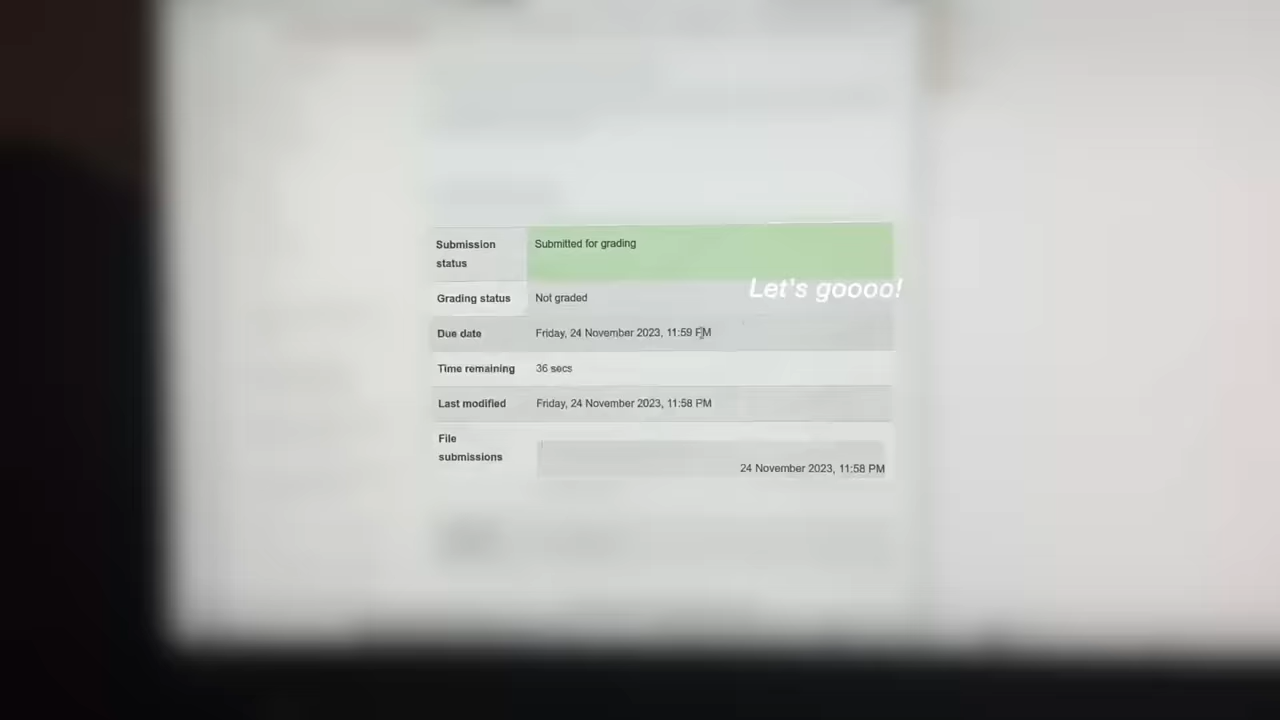 Submission status
Submitted for grading
Let's goooo!
Grading status
Not graded
Due date
Friday, 24 November 2023, 11:59 PM
Time remaining
36 secs
Last modified
Friday, 24 November 2023, 11:58 PM
File submissions
24 November 2023, 11:58 PM